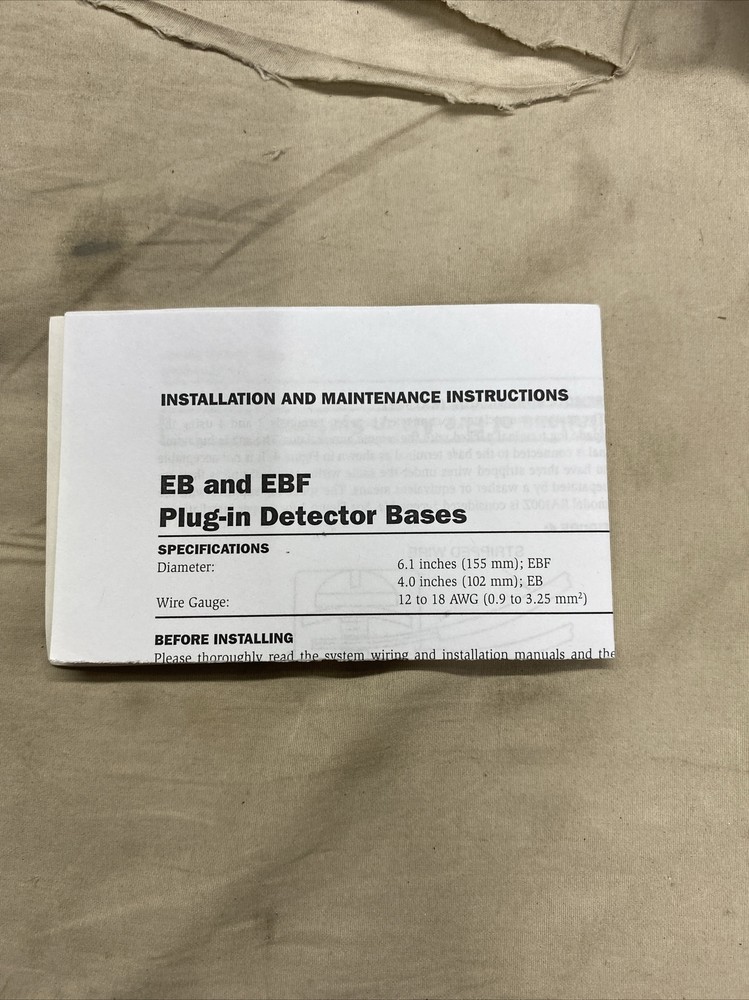 INSTALLATION AND MAINTENANCE INSTRUCTIONS
EB and EBF
Plug-in Detector Bases
SPECIFICATIONS
Diameter: 6.1 inches (155 mm); EBF
4.0 inches (102 mm); EB
Wire Gauge: 12 to 18 AWG (0.9 to 3.25 mm²)
BEFORE INSTALLING
Please thoroughly read the system wiring and installation manuals and the